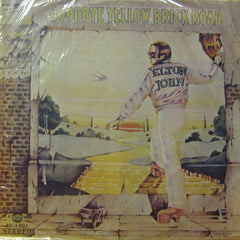 GOODBYE YELLOW BRICK ROAD
ELTON
JOHN
STEREO